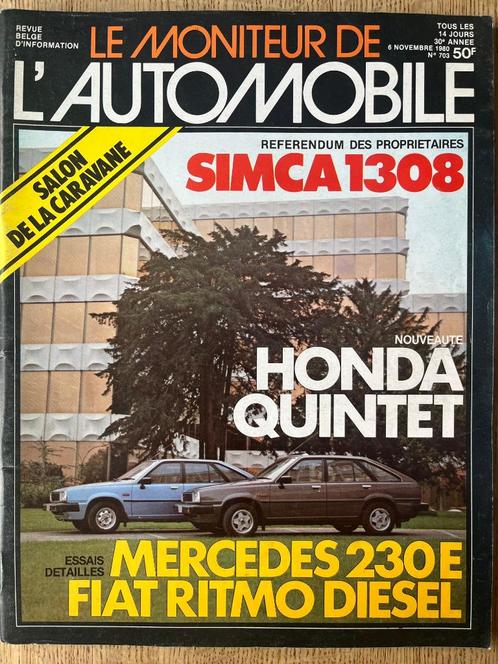 REVUE
BELGE
D'INFORMATION
LE MONITEUR DE
L'AUTOMOBILE
TOUS LES
14 JOURS
30e ANNEE
6 NOVEMBRE 1980
N° 703
50F
SALON
DE LA CARAVANE
REFERENDUM DES PROPRIETAIRES
SIMCA 1308
NOUVEAUTE
HONDA
QUINTET
ESSAIS
DETAILLES
MERCEDES 230 E
FIAT RITMO DIESEL